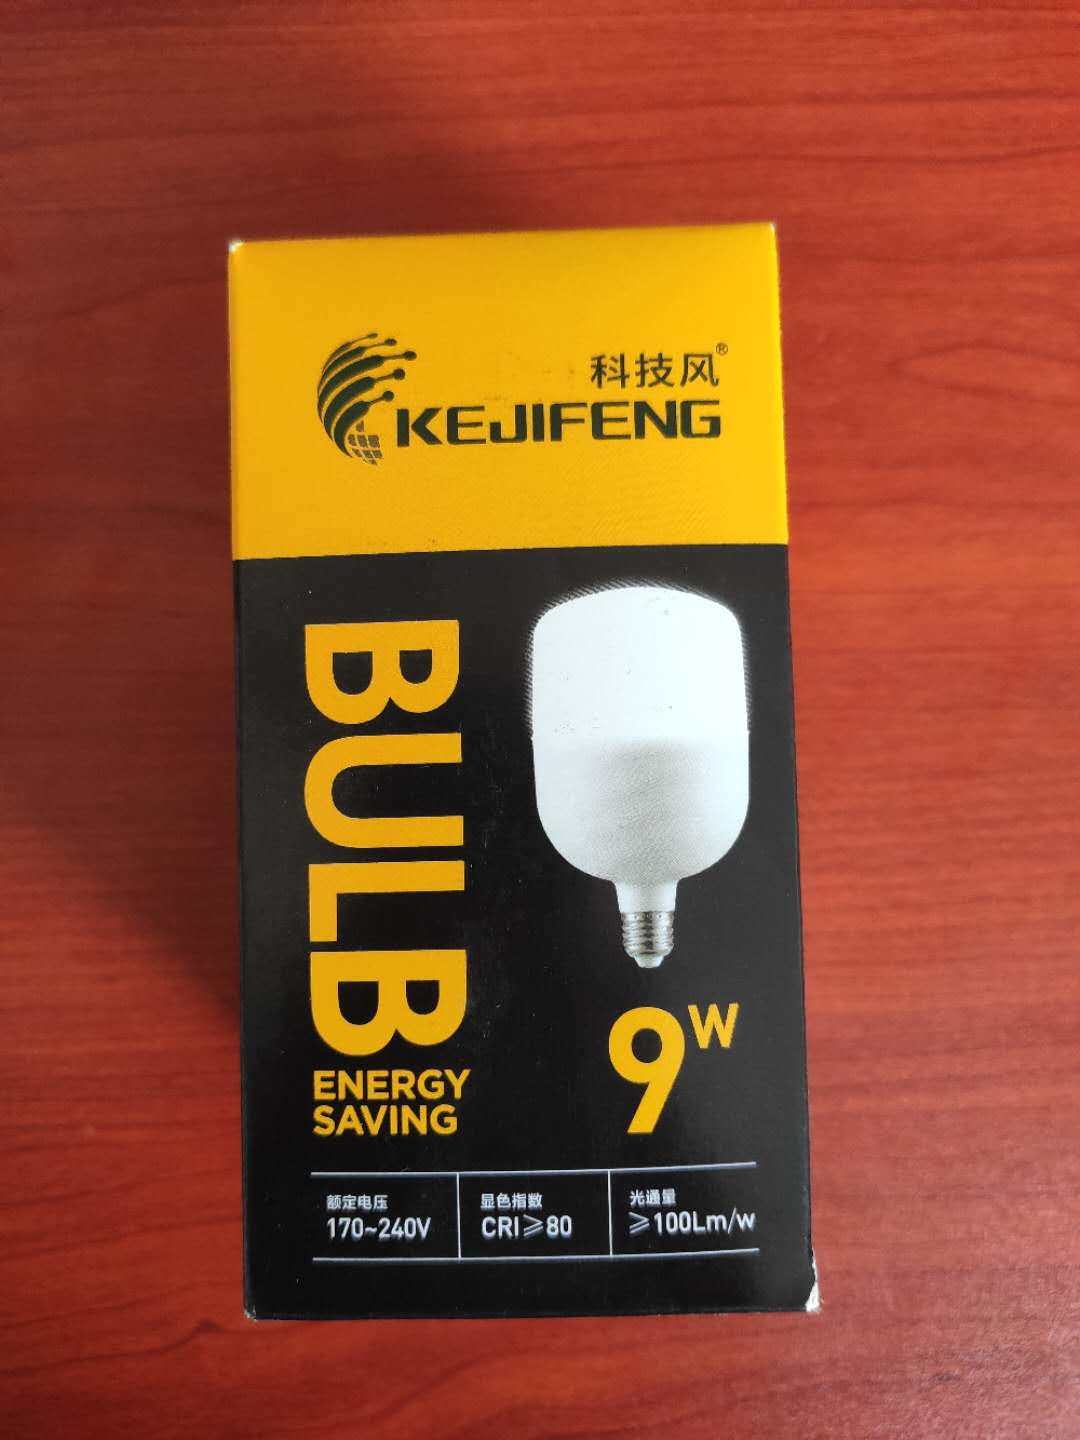 科技风®
KEJIFENG
BULB
ENERGY
SAVING
9W
额定电压
170~240V
显色指数
CRI≥80
光通量
≥100Lm/w